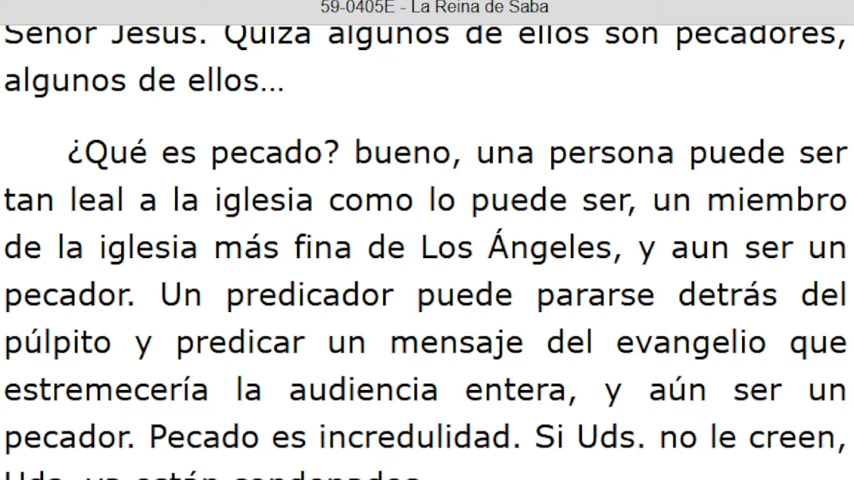 59-0405E - La Reina de Saba
Señor Jesús. Quizá algunos de ellos son pecadores,
algunos de ellos…
¿Qué es pecado? bueno, una persona puede ser
tan leal a la iglesia como lo puede ser, un miembro
de la iglesia más fina de Los Ángeles, y aun ser un
pecador. Un predicador puede pararse detrás del
púlpito y predicar un mensaje del evangelio que
estremecería la audiencia entera, y aún ser un
pecador. Pecado es incredulidad. Si Uds. no le creen,
Uds. ya están condenados